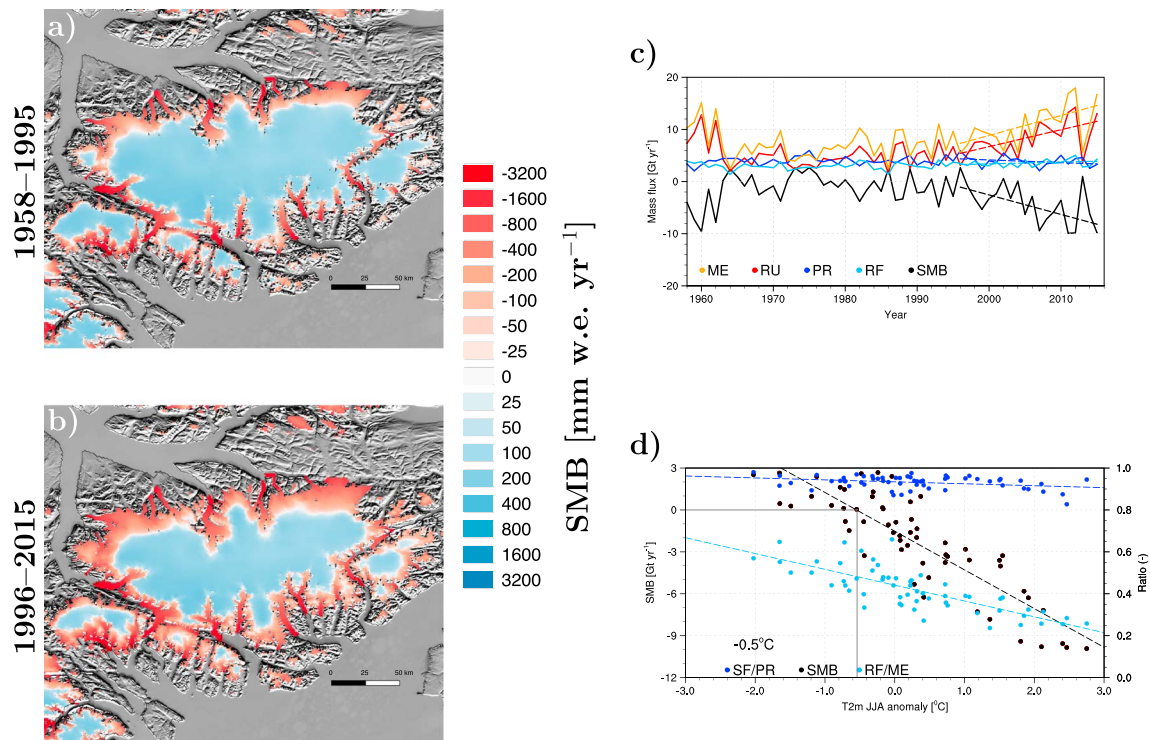 a)
1958–1995
0 25 50 km
b)
1996–2015
0 25 50 km
-3200
-1600
-800
-400
-200
-100
-50
-25
0
25
50
100
200
400
800
1600
3200
SMB [mm w.e. yr⁻¹]
c)
20
10
0
-10
-20
Mass flux [Gt yr⁻¹]
ME RU PR RF SMB
1960 1970 1980 1990 2000 2010
Year
d)
3
0
-3
-6
-9
-12
SMB [Gt yr⁻¹]
1.0
0.8
0.6
0.4
0.2
0.0
Ratio (-)
-0.5°C
SF/PR SMB RF/ME
-3.0 -2.0 -1.0 0.0 1.0 2.0 3.0
T2m JJA anomaly [⁰C]